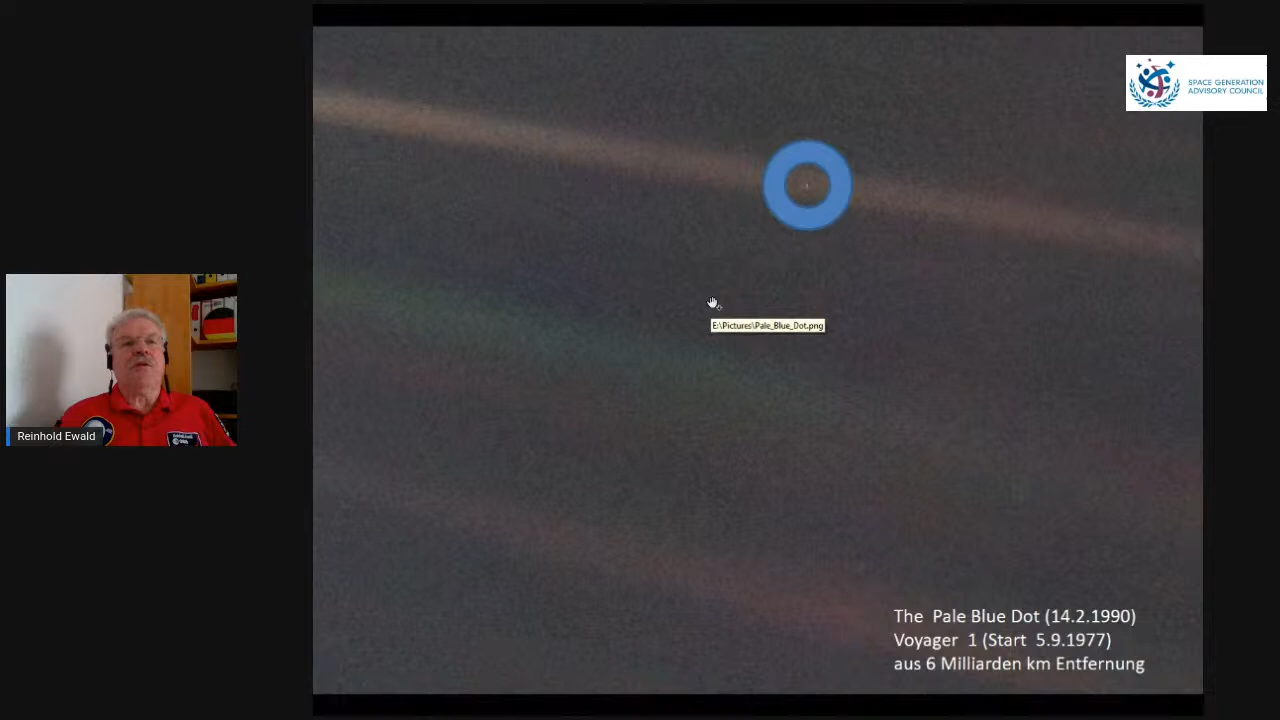 SPACE GENERATION
ADVISORY COUNCIL
E:\Pictures\Pale_Blue_Dot.png
Reinhold Ewald
The Pale Blue Dot (14.2.1990)
Voyager 1 (Start 5.9.1977)
aus 6 Milliarden km Entfernung